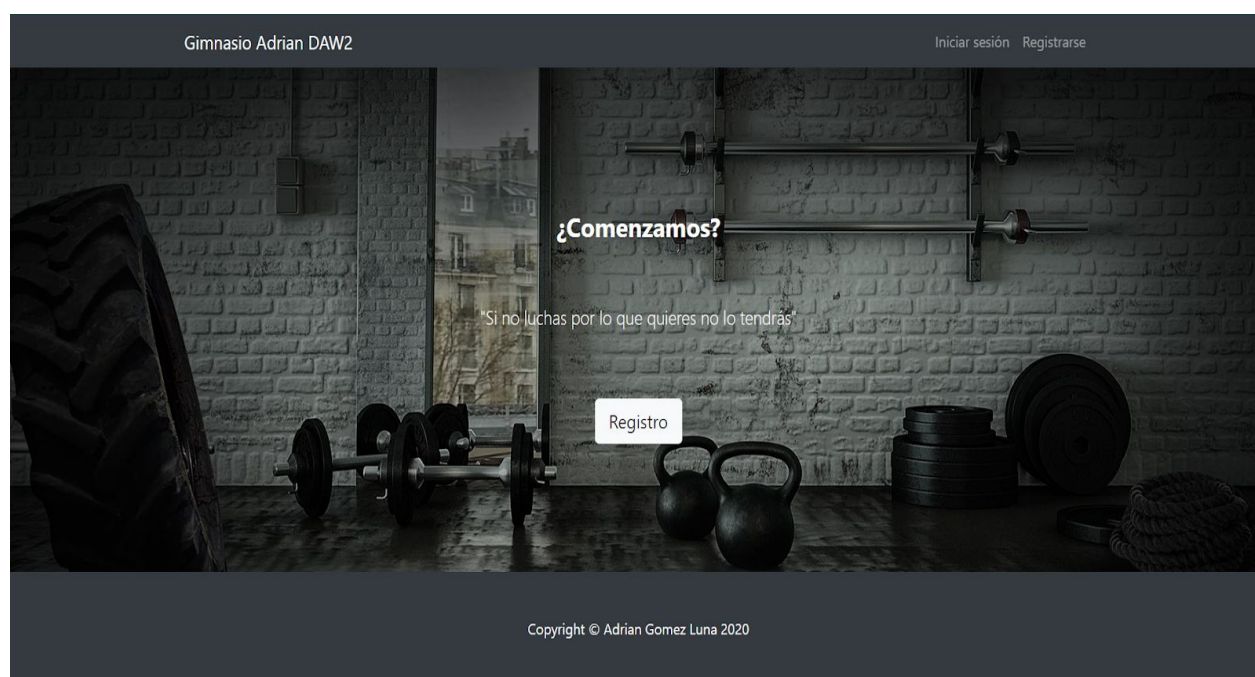 Gimnasio Adrian DAW2
Iniciar sesión Registrarse
¿Comenzamos?
"Si no luchas por lo que quieres no lo tendrás"
Registro
Copyright © Adrian Gomez Luna 2020